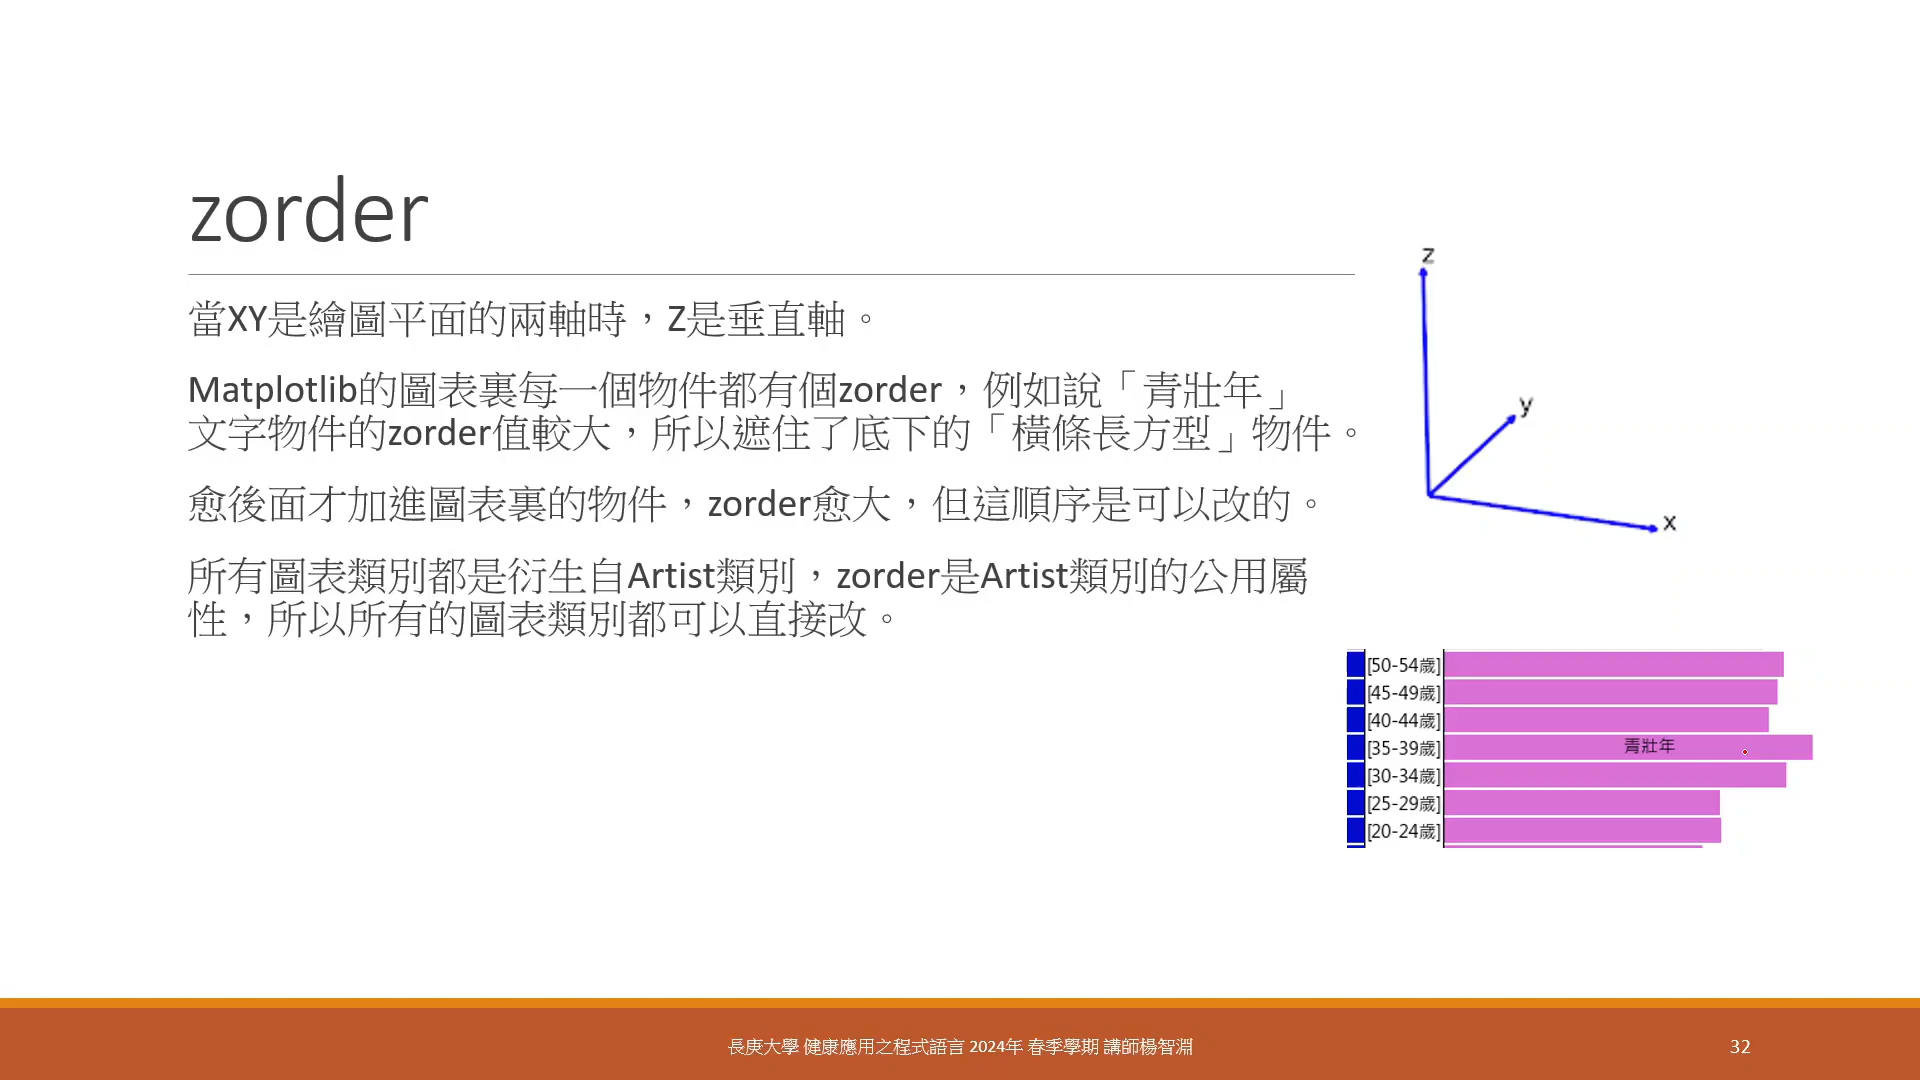 zorder
當XY是繪圖平面的兩軸時，Z是垂直軸。
Matplotlib的圖表裏每一個物件都有個zorder，例如說「青壯年」
文字物件的zorder值較大，所以遮住了底下的「橫條長方型」物件。
愈後面才加進圖表裏的物件，zorder愈大，但這順序是可以改的。
所有圖表類別都是衍生自Artist類別，zorder是Artist類別的公用屬
性，所以所有的圖表類別都可以直接改。
z
y
x
[50-54歲]
[45-49歲]
[40-44歲]
[35-39歲] 青壯年
[30-34歲]
[25-29歲]
[20-24歲]
長庚大學 健康應用之程式語言 2024年 春季學期 講師楊智淵
32